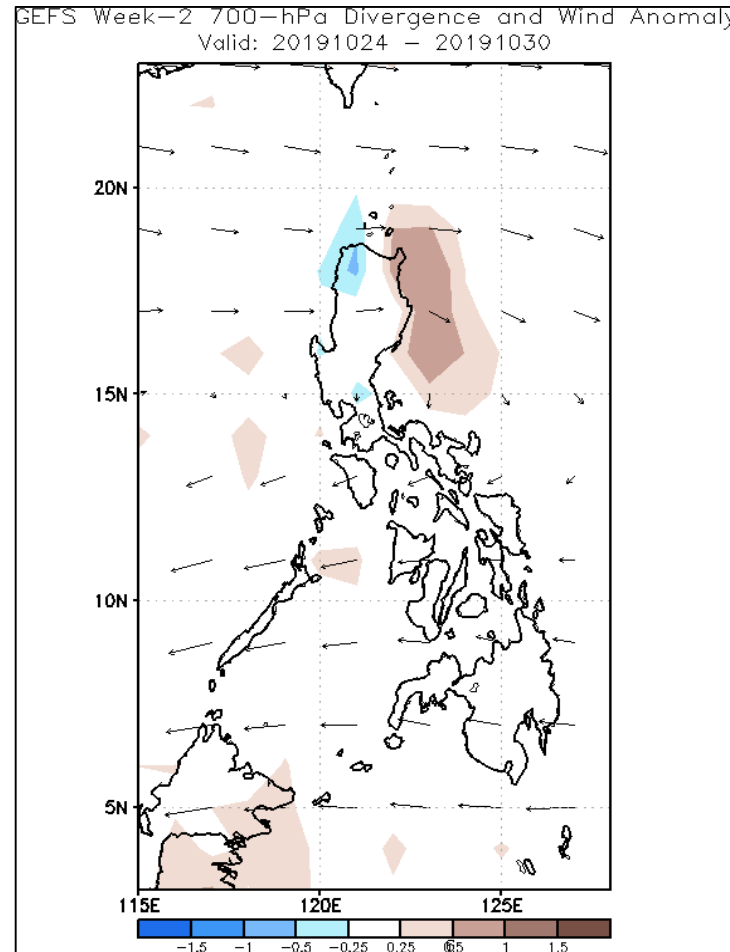 GEFS Week-2 700-hPa Divergence and Wind Anomaly
Valid: 20191024 - 20191030
20N
15N
10N
5N
115E 120E 125E
-1.5 -1 -0.5 -0.25 0.25 1 1.5